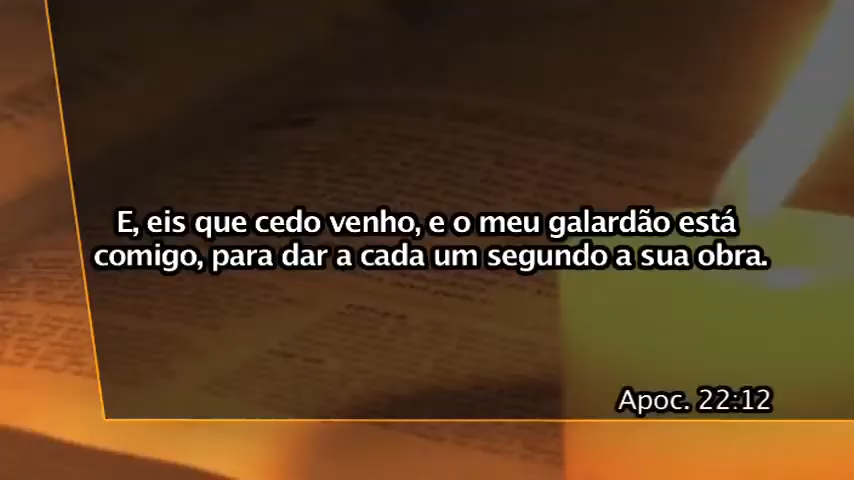 E, eis que cedo venho, e o meu galardão está
comigo, para dar a cada um segundo a sua obra.
Apoc. 22:12